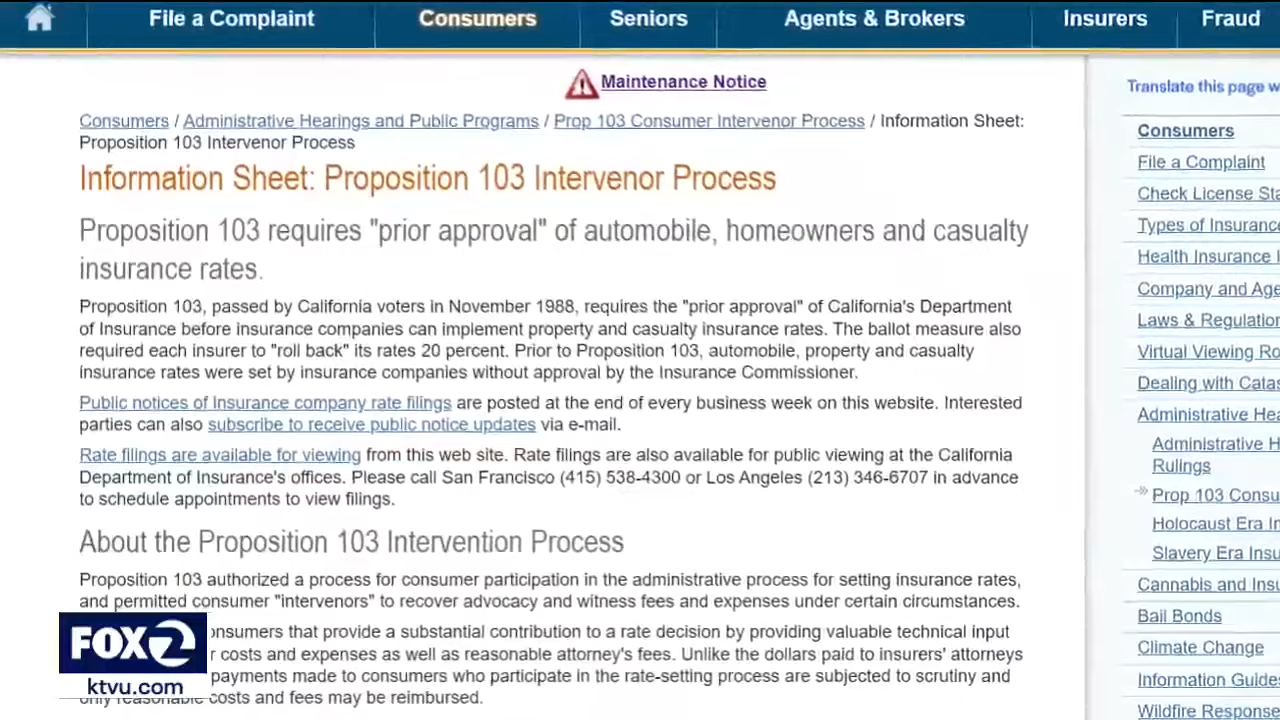 File a Complaint
Consumers
Seniors
Agents & Brokers
Insurers
Fraud
Maintenance Notice
Consumers / Administrative Hearings and Public Programs / Prop 103 Consumer Intervenor Process / Information Sheet:
Proposition 103 Intervenor Process
Information Sheet: Proposition 103 Intervenor Process
Proposition 103 requires "prior approval" of automobile, homeowners and casualty
insurance rates.
Proposition 103, passed by California voters in November 1988, requires the "prior approval" of California's Department
of Insurance before insurance companies can implement property and casualty insurance rates. The ballot measure also
required each insurer to "roll back" its rates 20 percent. Prior to Proposition 103, automobile, property and casualty
insurance rates were set by insurance companies without approval by the Insurance Commissioner.
Public notices of Insurance company rate filings are posted at the end of every business week on this website. Interested
parties can also subscribe to receive public notice updates via e-mail.
Rate filings are available for viewing from this web site. Rate filings are also available for public viewing at the California
Department of Insurance's offices. Please call San Francisco (415) 538-4300 or Los Angeles (213) 346-6707 in advance
to schedule appointments to view filings.
About the Proposition 103 Intervention Process
Proposition 103 authorized a process for consumer participation in the administrative process for setting insurance rates,
and permitted consumer "intervenors" to recover advocacy and witness fees and expenses under certain circumstances.
onsumers that provide a substantial contribution to a rate decision by providing valuable technical input
r costs and expenses as well as reasonable attorney's fees. Unlike the dollars paid to insurers' attorneys
payments made to consumers who participate in the rate-setting process are subjected to scrutiny and
only reasonable costs and fees may be reimbursed.
FOX 2
ktvu.com
Translate this page w
Consumers
File a Complaint
Check License Sta
Types of Insurance
Health Insurance I
Company and Age
Laws & Regulation
Virtual Viewing Ro
Dealing with Catas
Administrative Hea
Administrative H
Rulings
Prop 103 Consu
Holocaust Era In
Slavery Era Insu
Cannabis and Insu
Bail Bonds
Climate Change
Information Guides
Wildfire Response